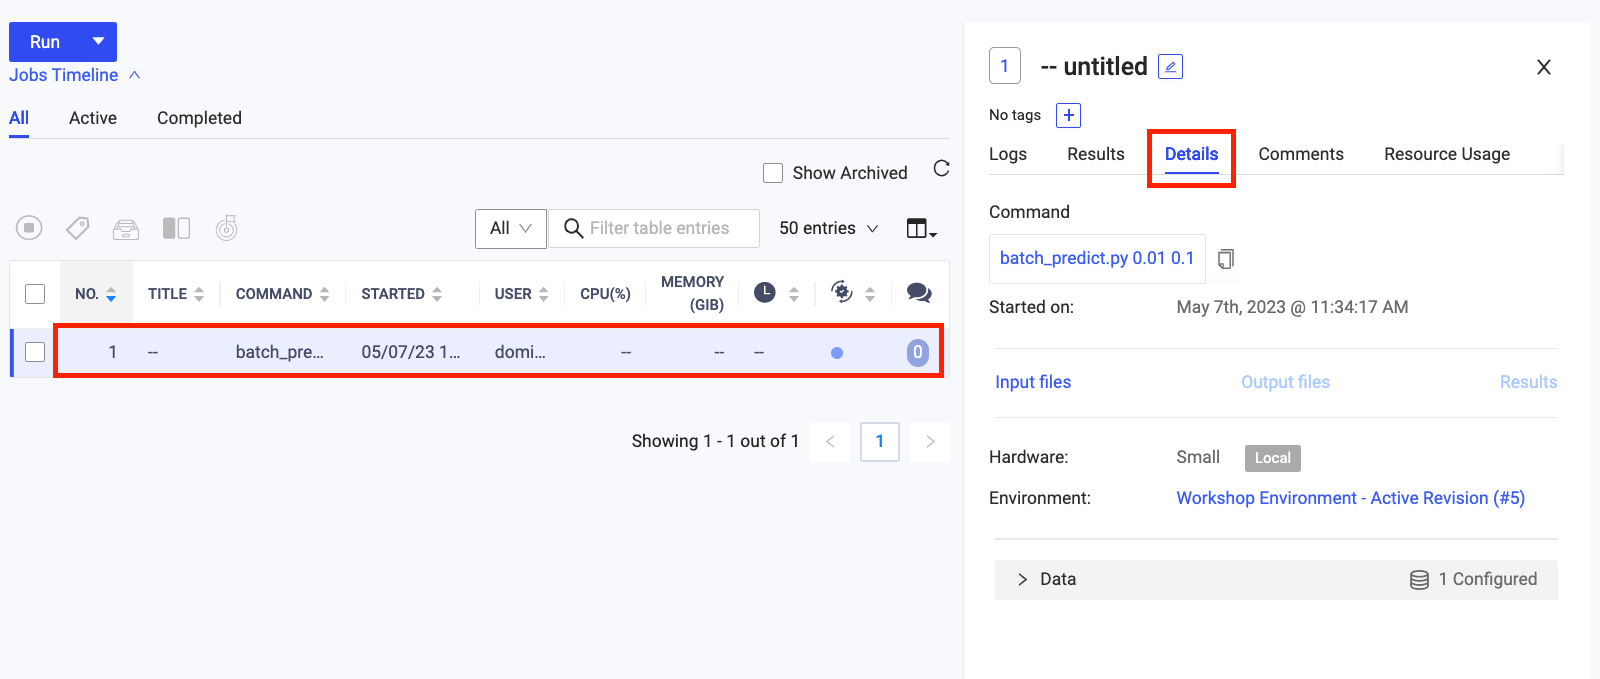 Run
Jobs Timeline
All Active Completed
Show Archived
All Filter table entries 50 entries
NO. TITLE COMMAND STARTED USER CPU(%) MEMORY (GIB)
1 -- batch_pre... 05/07/23 1... domi... -- -- -- 0
Showing 1 - 1 out of 1 < 1 >
1 -- untitled X
No tags +
Logs Results Details Comments Resource Usage
Command
batch_predict.py 0.01 0.1
Started on: May 7th, 2023 @ 11:34:17 AM
Input files Output files Results
Hardware: Small Local
Environment: Workshop Environment - Active Revision (#5)
> Data 1 Configured